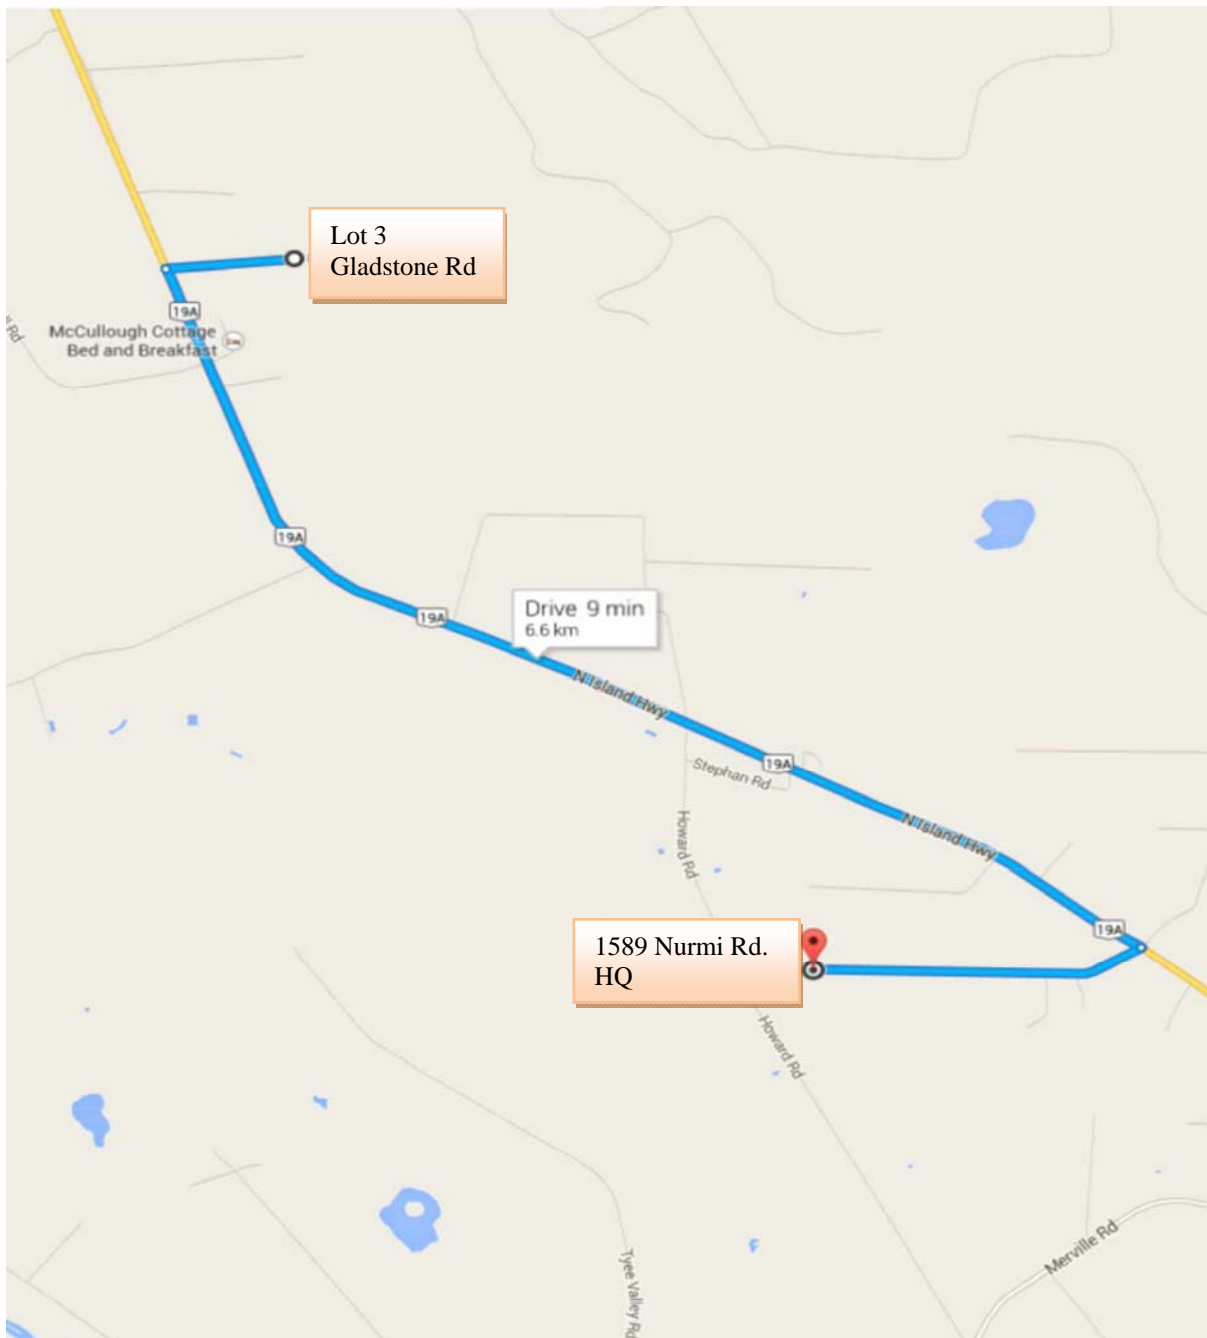 Lot 3
Gladstone Rd
19A
McCullough Cottage
Bed and Breakfast
19A
19A
Drive 9 min
6.6 km
N Island Hwy
19A
Stephan Rd
Howard Rd
N Island Hwy
19A
1589 Nurmi Rd.
HQ
Howard Rd
Merville Rd
Tyee Valley Rd